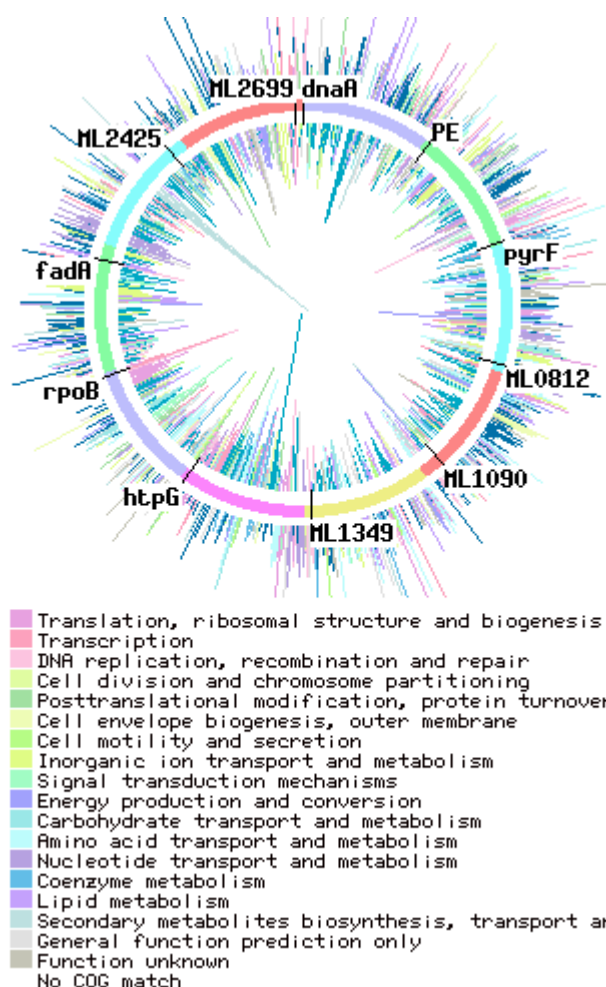 ML2699 dnaA
PE
ML2425
pyrF
fadA
ML0812
rpoB
ML1090
htpG
ML1349
Translation, ribosomal structure and biogenesis
Transcription
DNA replication, recombination and repair
Cell division and chromosome partitioning
Posttranslational modification, protein turnover
Cell envelope biogenesis, outer membrane
Cell motility and secretion
Inorganic ion transport and metabolism
Signal transduction mechanisms
Energy production and conversion
Carbohydrate transport and metabolism
Amino acid transport and metabolism
Nucleotide transport and metabolism
Coenzyme metabolism
Lipid metabolism
Secondary metabolites biosynthesis, transport an
General function prediction only
Function unknown
No COG match